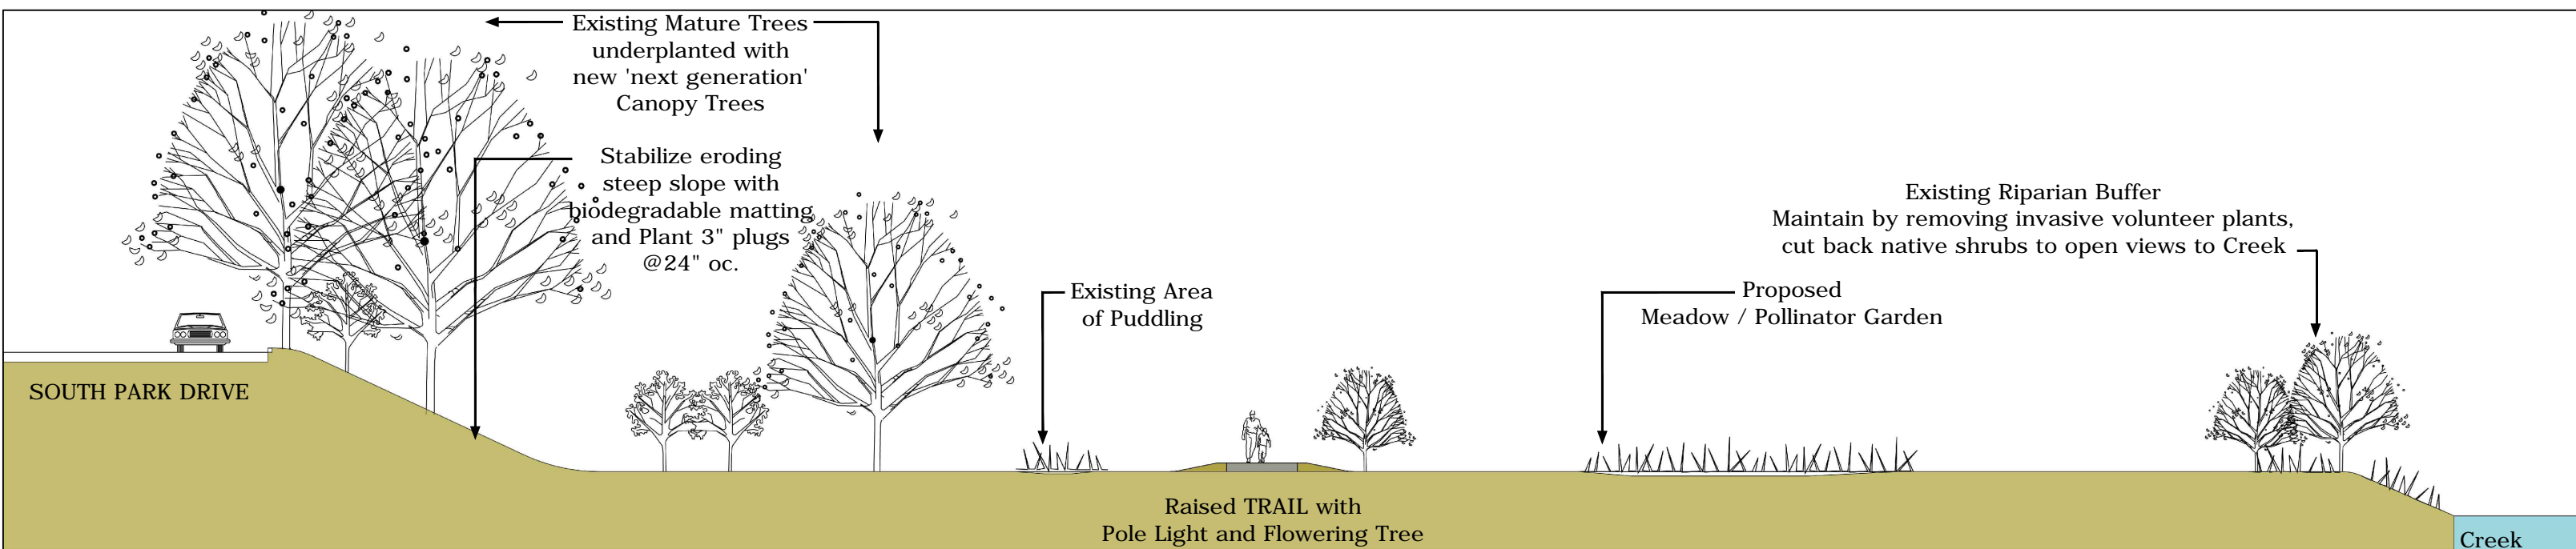 Existing Mature Trees
underplanted with
new 'next generation'
Canopy Trees
Stabilize eroding
steep slope with
biodegradable matting
and Plant 3" plugs
@24" oc.
Existing Riparian Buffer
Maintain by removing invasive volunteer plants,
cut back native shrubs to open views to Creek
Existing Area
of Puddling
Proposed
Meadow / Pollinator Garden
SOUTH PARK DRIVE
Raised TRAIL with
Pole Light and Flowering Tree
Creek